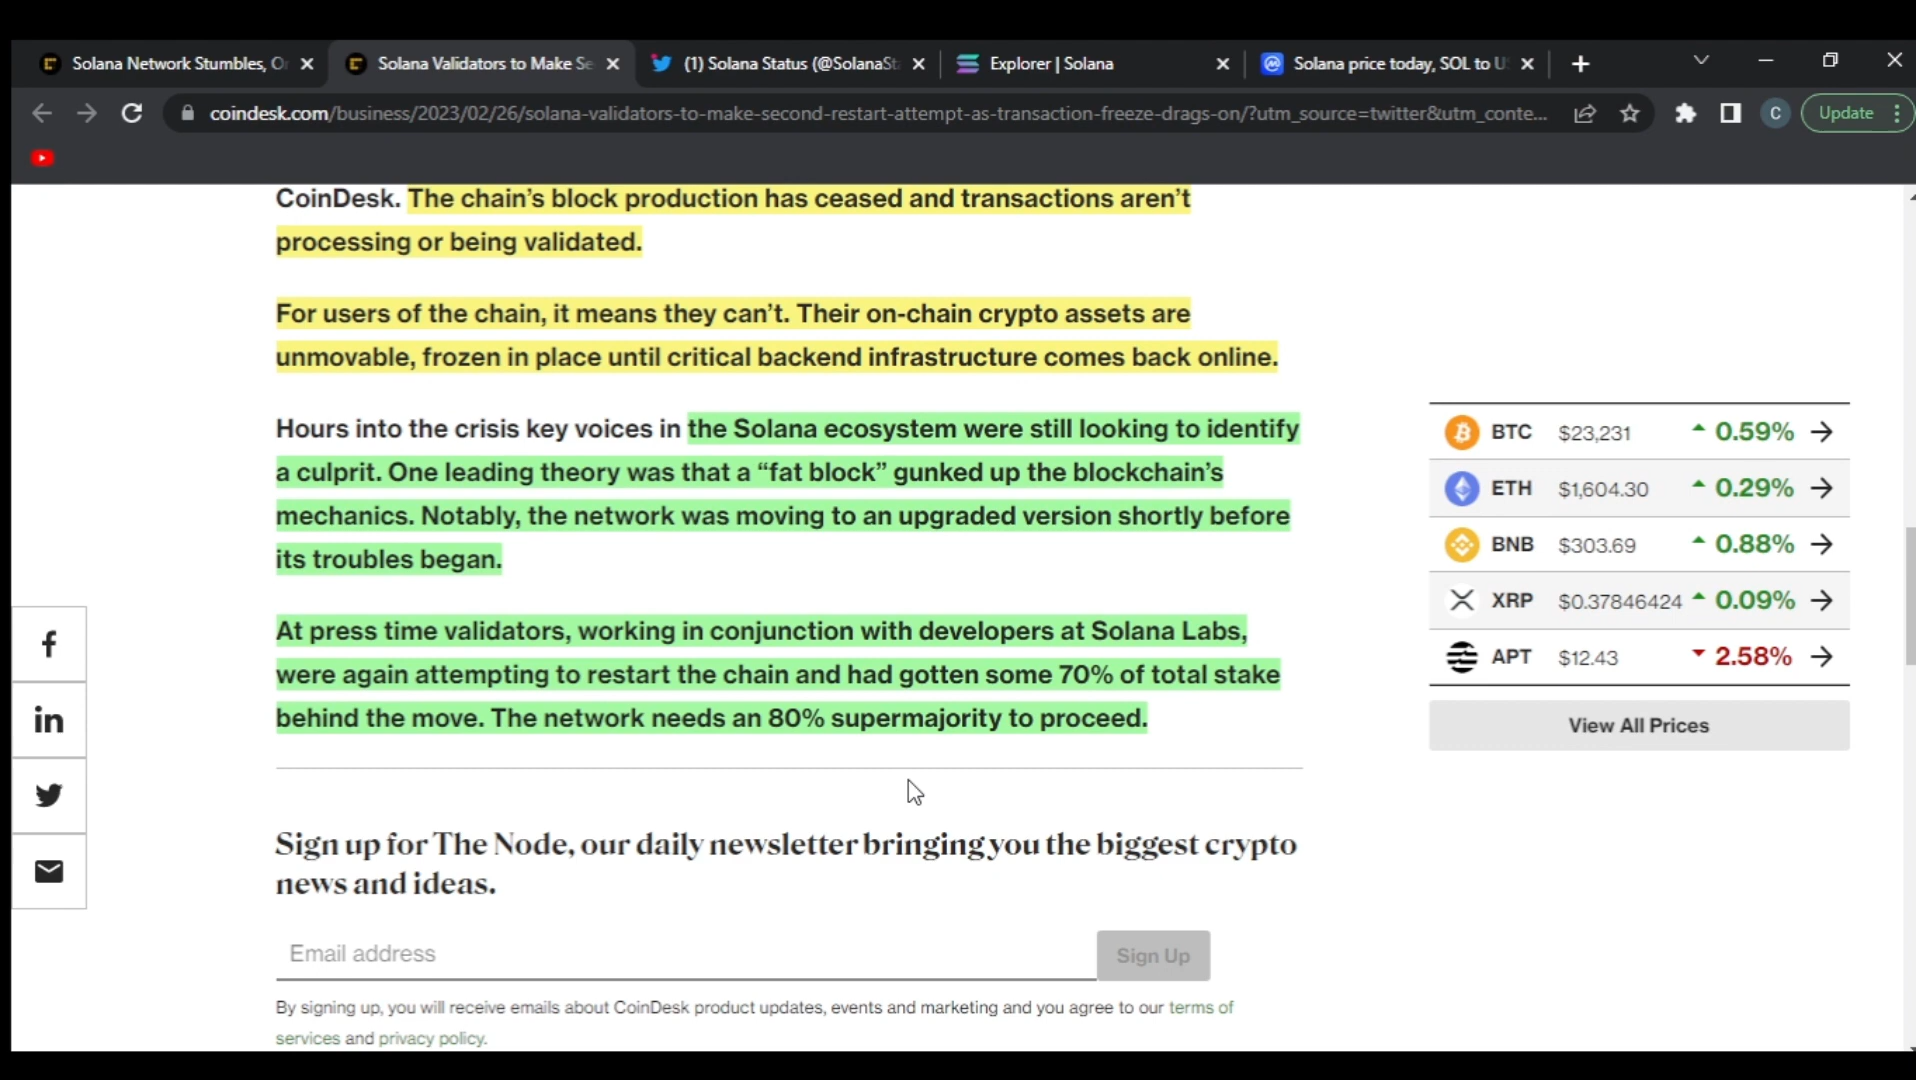 Solana Network Stumbles, Or
Solana Validators to Make Se
(1) Solana Status (@SolanaSta
Explorer | Solana
Solana price today, SOL to U
coindesk.com/business/2023/02/26/solana-validators-to-make-second-restart-attempt-as-transaction-freeze-drags-on/?utm_source=twitter&utm_conte...
C
Update
CoinDesk. The chain’s block production has ceased and transactions aren’t
processing or being validated.
For users of the chain, it means they can’t. Their on-chain crypto assets are
unmovable, frozen in place until critical backend infrastructure comes back online.
Hours into the crisis key voices in the Solana ecosystem were still looking to identify
a culprit. One leading theory was that a “fat block” gunked up the blockchain’s
mechanics. Notably, the network was moving to an upgraded version shortly before
its troubles began.
At press time validators, working in conjunction with developers at Solana Labs,
were again attempting to restart the chain and had gotten some 70% of total stake
behind the move. The network needs an 80% supermajority to proceed.
BTC $23,231 0.59%
ETH $1,604.30 0.29%
BNB $303.69 0.88%
XRP $0.37846424 0.09%
APT $12.43 2.58%
View All Prices
Sign up for The Node, our daily newsletter bringing you the biggest crypto
news and ideas.
Email address
Sign Up
By signing up, you will receive emails about CoinDesk product updates, events and marketing and you agree to our terms of
services and privacy policy.